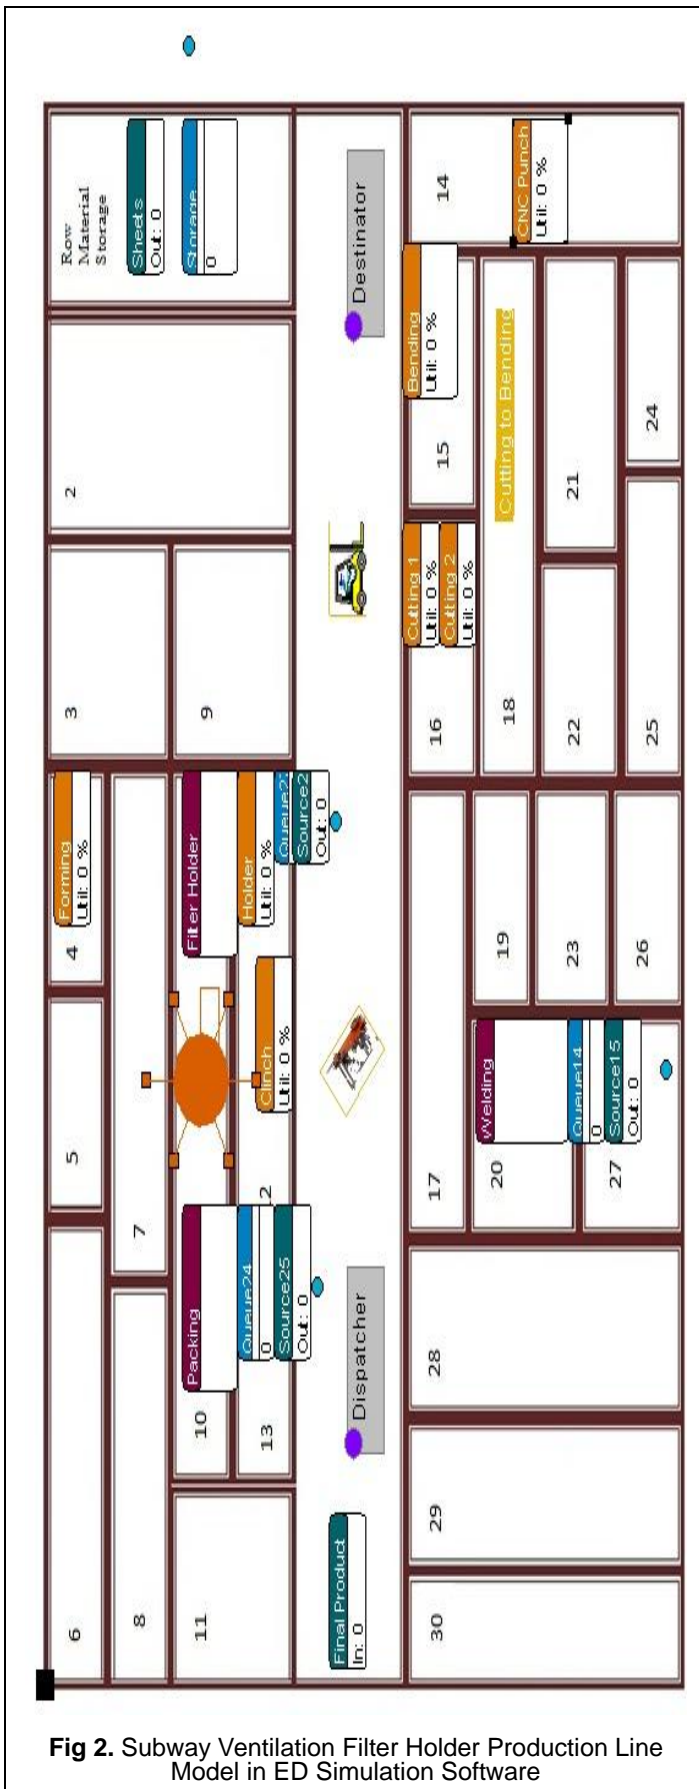 Row
Material
Storage
Sheets
Out: 0
Storage
0
2
3
9
Forming
Util: 0 %
4
5
6
7
8
Filter Holder
Holder
Util: 0 %
Source2
Out: 0
Clinch
Util: 0 %
2
Packing
Queue24
0
Source25
Out: 0
10
13
11
Destinator
Dispatcher
Final Product
In: 0
14
CNC Punch
Util: 0 %
Bending
Util: 0 %
15
Cutting to Bending
Cutting 1
Util: 0 %
Cutting 2
Util: 0 %
16
18
21
24
22
25
17
19
23
26
Welding
Queue14
0
Source15
Out: 0
20
27
28
29
30
Fig 2. Subway Ventilation Filter Holder Production Line
Model in ED Simulation Software